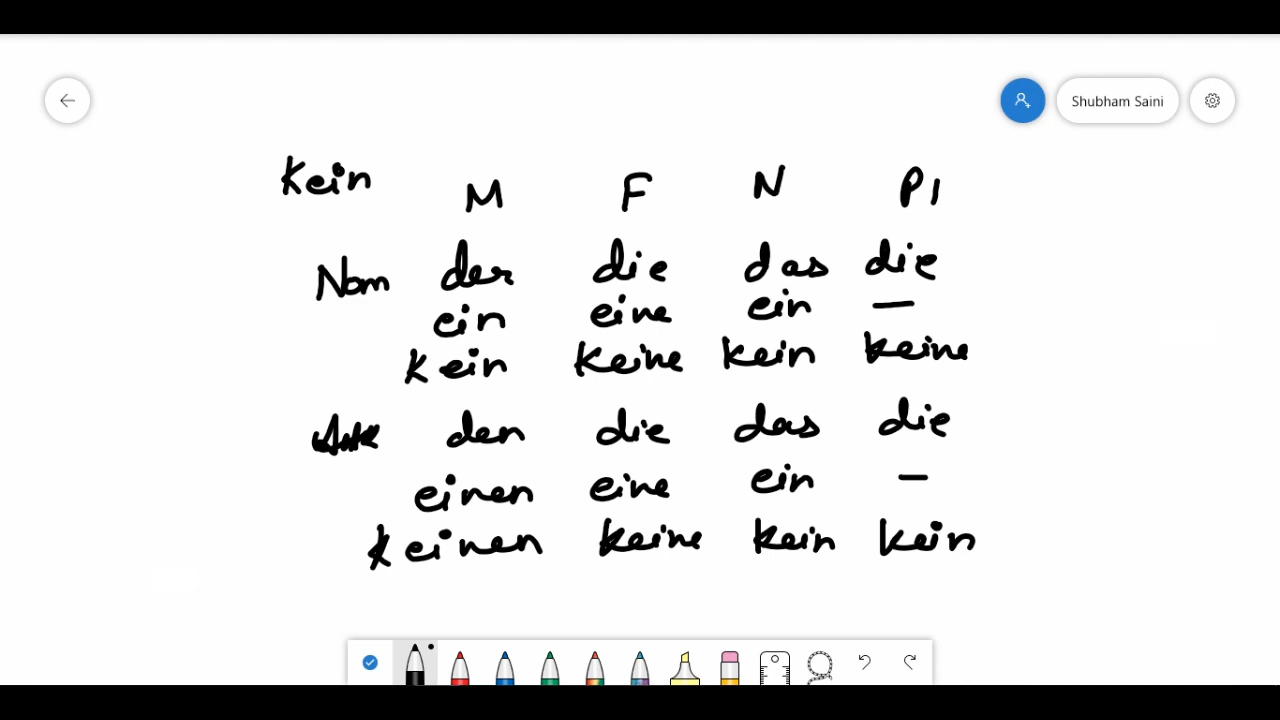 Shubham Saini
Kein M F N Pl
Nom der die das die
ein eine ein —
kein keine kein keine
Akk den die das die
einen eine ein —
keinen keine kein kein